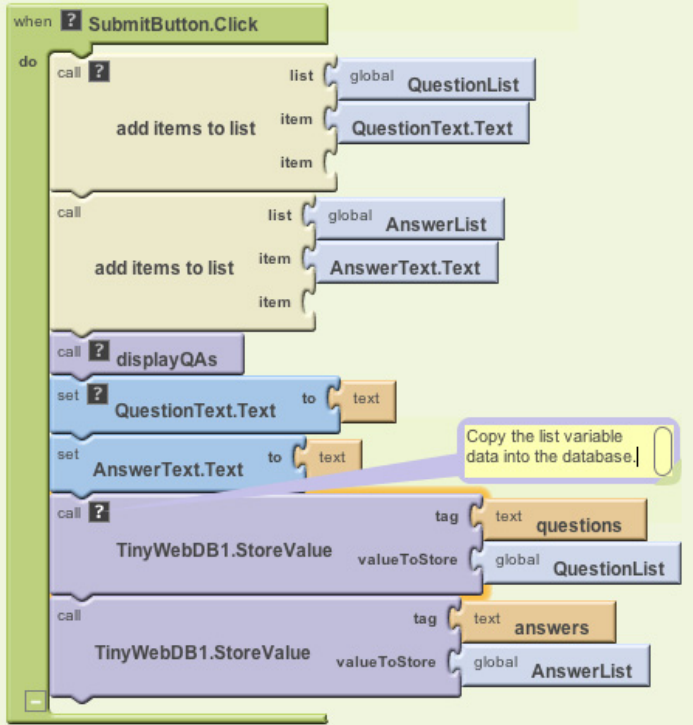 when ? SubmitButton.Click
do
call ?
list global QuestionList
add items to list
item QuestionText.Text
item
call
list global AnswerList
add items to list
item AnswerText.Text
item
call ? displayQAs
set ? QuestionText.Text to text
set AnswerText.Text to text
Copy the list variable
data into the database.
call ?
tag text questions
TinyWebDB1.StoreValue
valueToStore global QuestionList
call
tag text answers
TinyWebDB1.StoreValue
valueToStore global AnswerList